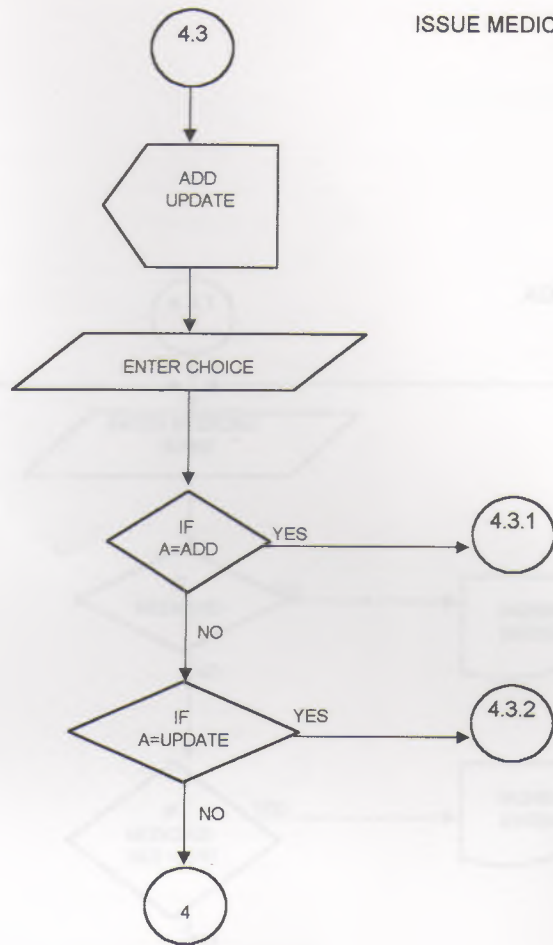 4.3
ISSUE MEDIC
ADD
UPDATE
ENTER CHOICE
IF
A=ADD
YES
4.3.1
NO
IF
A=UPDATE
YES
4.3.2
NO
4